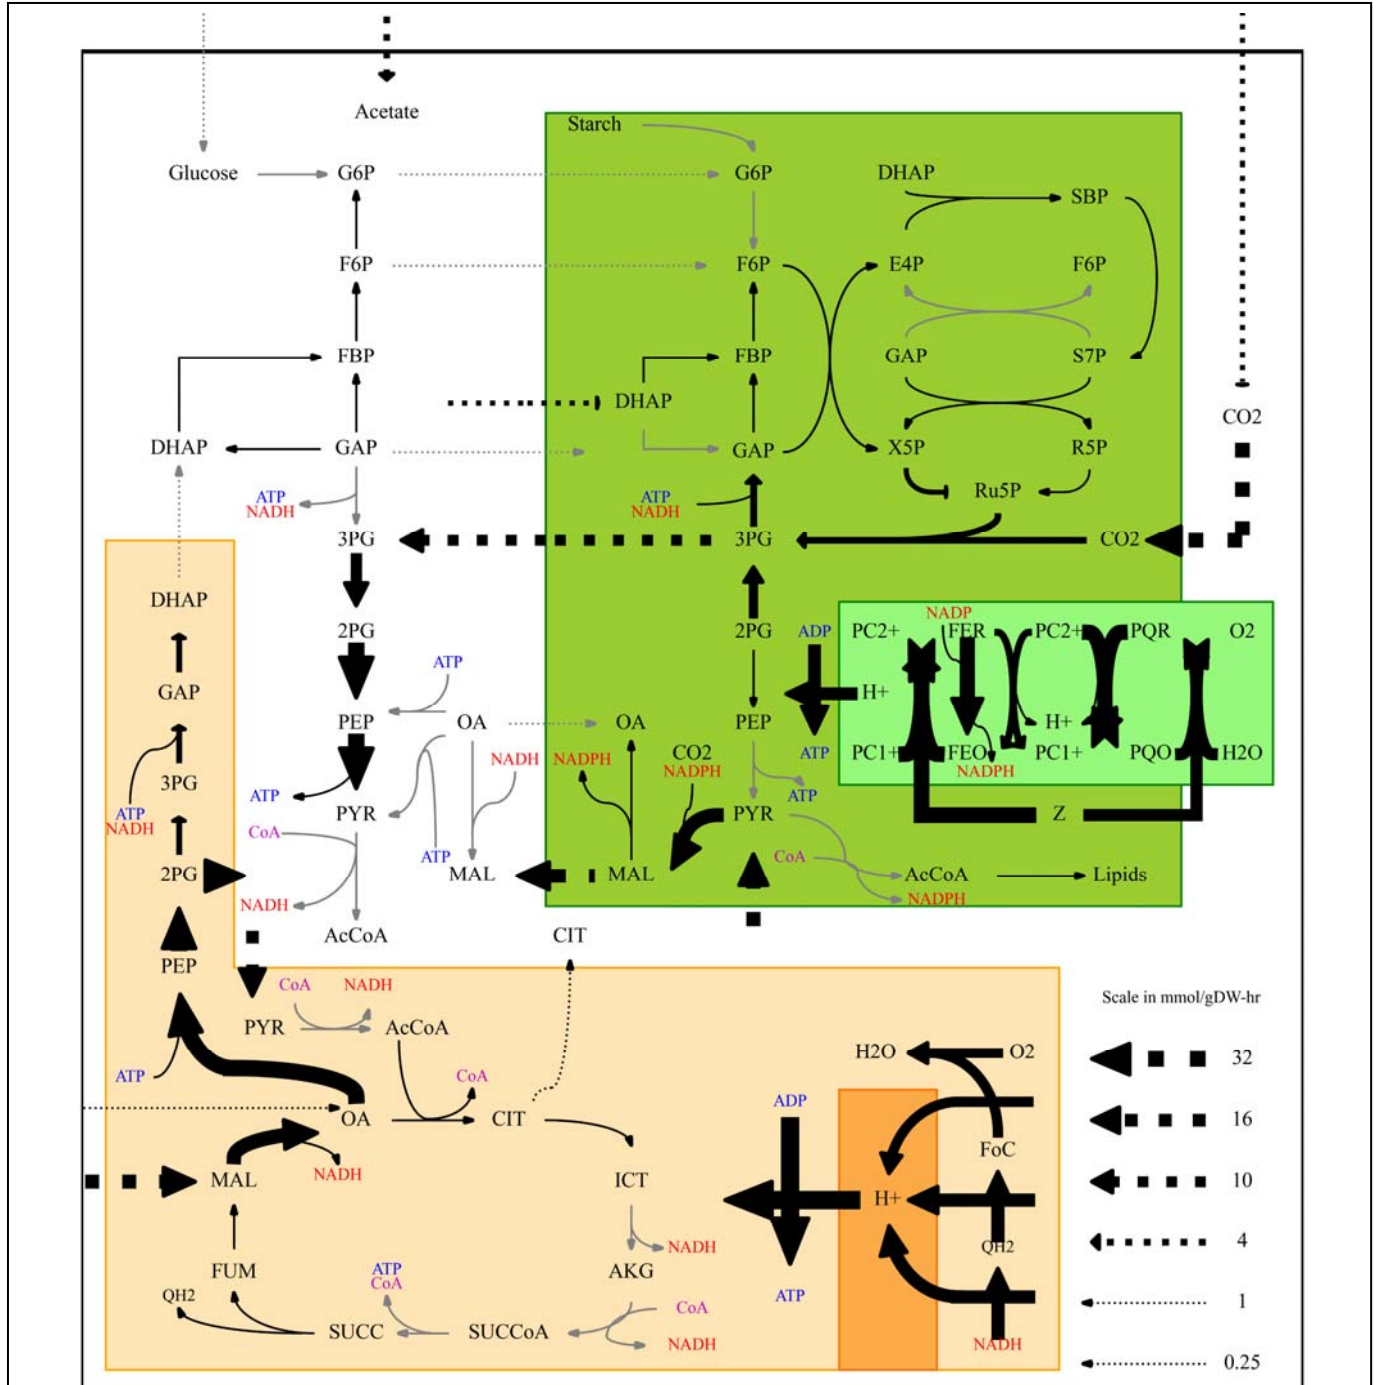 Acetate
Starch
Glucose G6P G6P DHAP SBP
F6P F6P E4P F6P
FBP FBP GAP S7P
DHAP CO2
DHAP GAP GAP X5P R5P
ATP ATP Ru5P
NADH NADH
3PG 3PG CO2
DHAP
2PG 2PG ADP PC2+ NADP FER PC2+ PQR O2
ATP
GAP H+
PEP OA OA PEP H+
CO2
NADH NADPH NADPH ATP PC1+ FEO PC1+ PQO H2O
NADPH
3PG ATP ATP
ATP PYR PYR Z
NADH CoA
2PG ATP MAL MAL CoA AcCoA Lipids
NADH NADPH
AcCoA CIT
PEP
CoA NADH Scale in mmol/gDW-hr
PYR AcCoA
H2O O2 32
ATP CoA
ADP
OA CIT 16
FoC
NADH
MAL ICT H+ 10
NADH QH2 4
FUM ATP AKG
CoA
QH2 ATP 1
CoA
SUCC SUCCoA NADH NADH
0.25